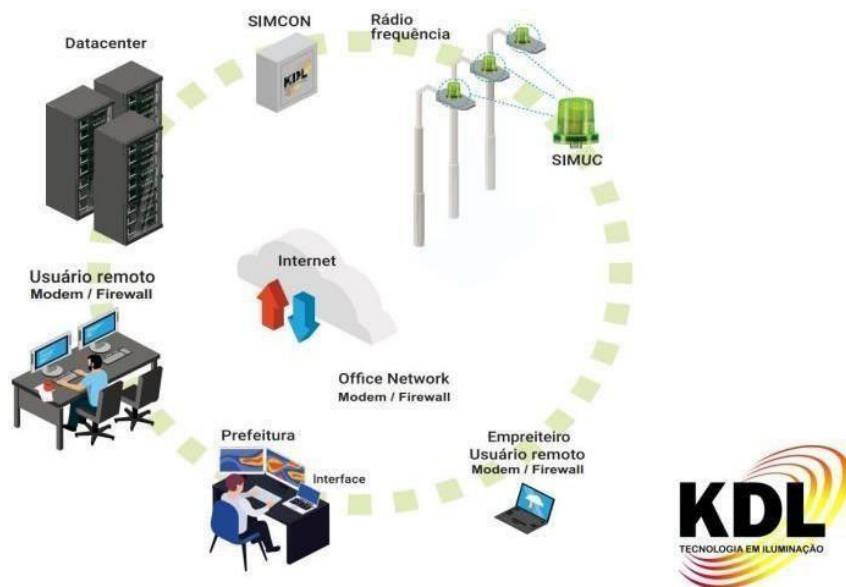 SIMCON
Rádio
frequência
Datacenter
KDL
SIMUC
Internet
Usuário remoto
Modem / Firewall
Office Network
Modem / Firewall
Prefeitura
Interface
Empreiteiro
Usuário remoto
Modem / Firewall
KDL
TECNOLOGIA EM ILUMINAÇÃO